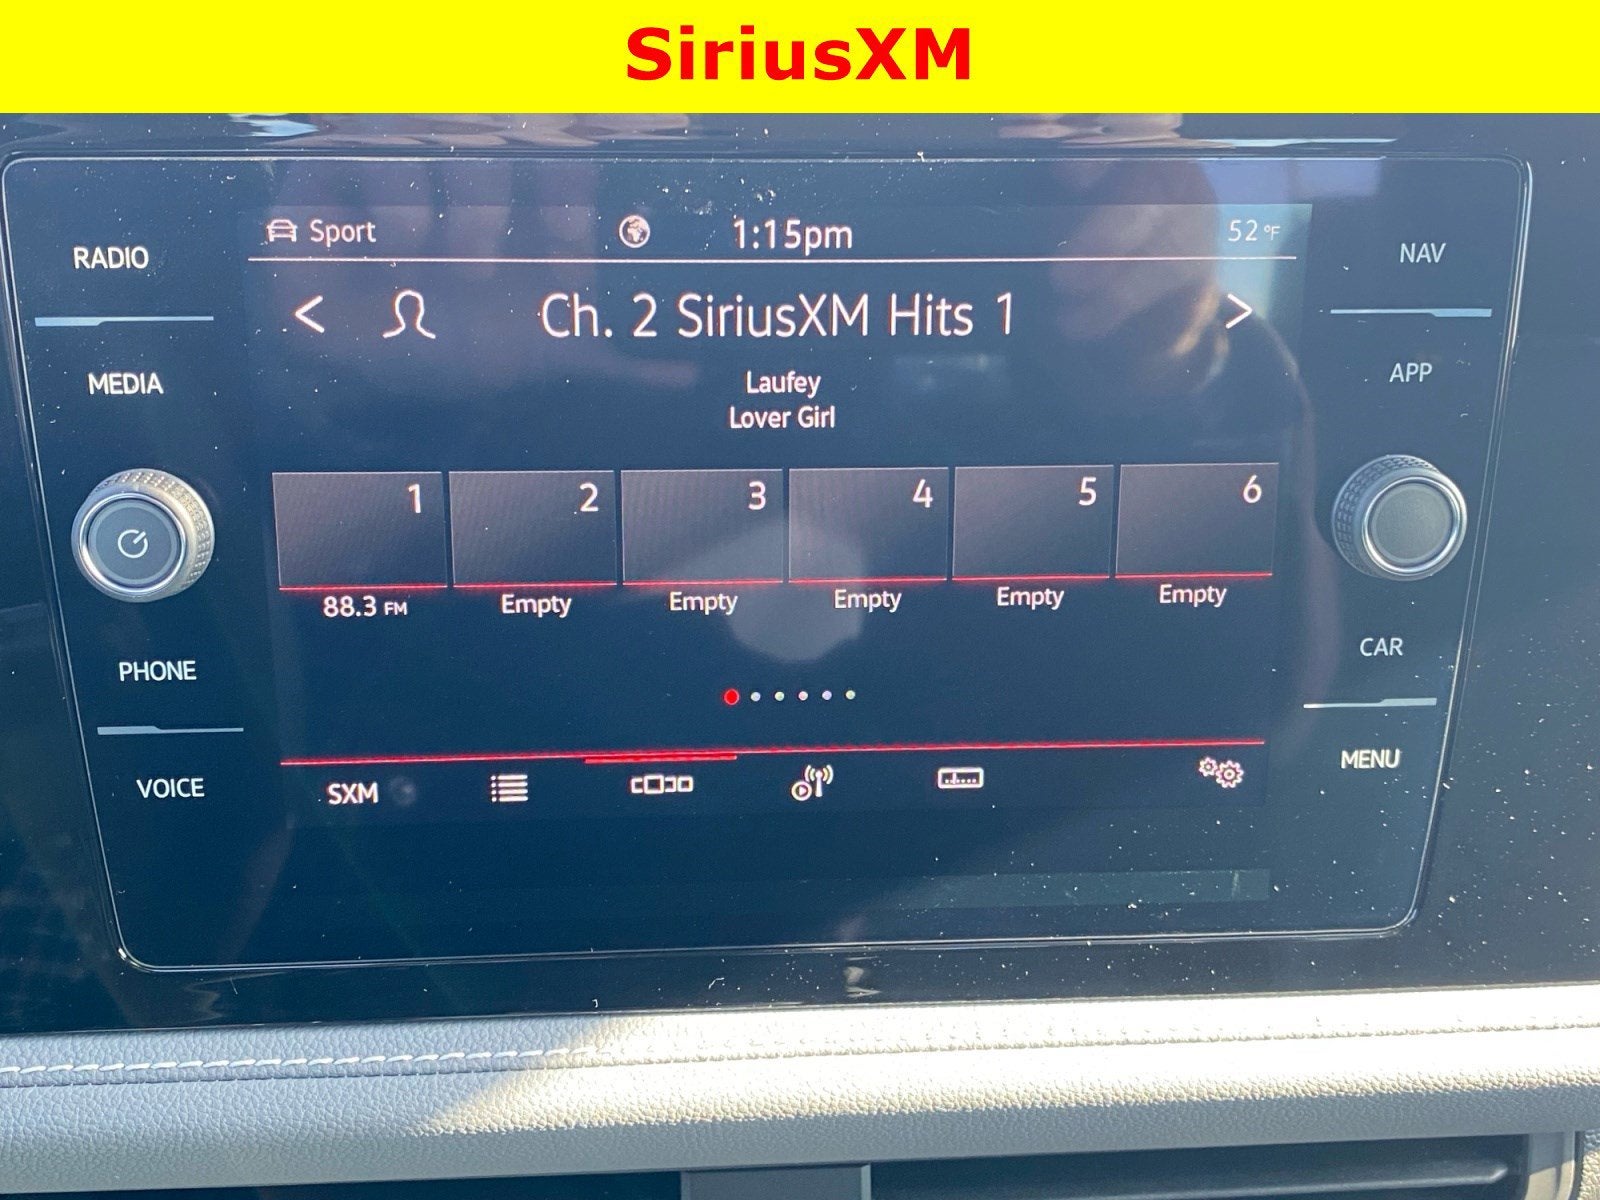 SiriusXM
Sport 1:15pm 52°F
RADIO
NAV
Ch. 2 SiriusXM Hits 1
MEDIA
APP
Laufey
Lover Girl
1 2 3 4 5 6
88.3 FM Empty Empty Empty Empty Empty
PHONE
CAR
VOICE
MENU
SXM